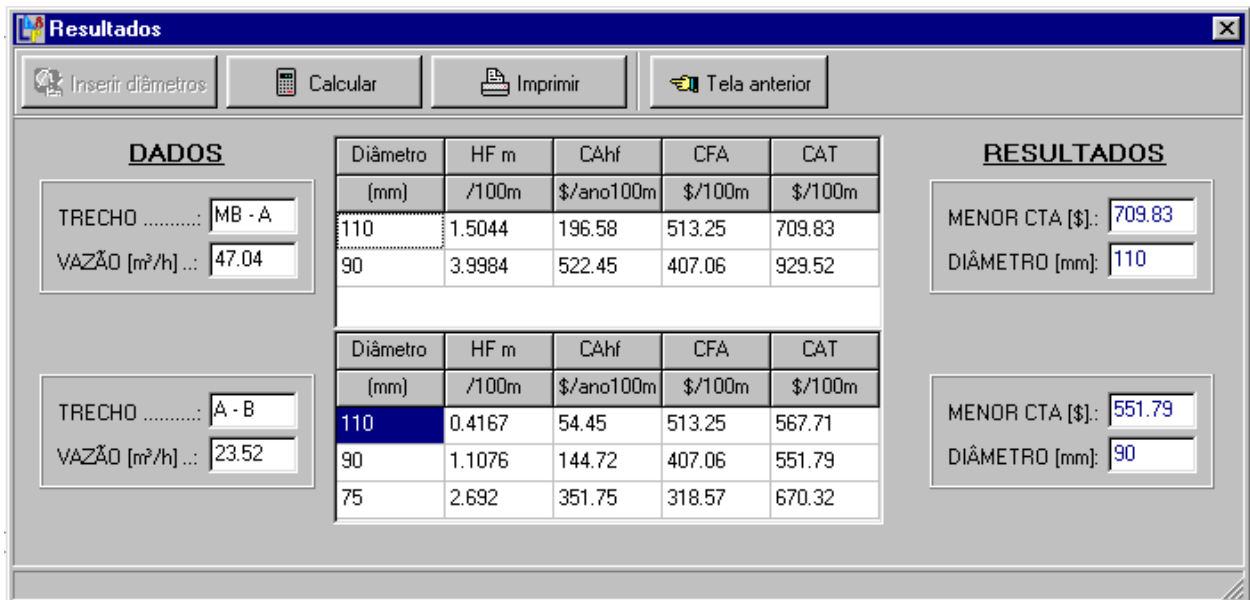 Resultados
Inserir diâmetros Calcular Imprimir Tela anterior
DADOS
TRECHO ..........: MB - A
VAZÃO [m³/h] ..: 47.04
Diâmetro HF m CAhf CFA CAT
(mm) /100m $/ano100m $/100m $/100m
110 1.5044 196.58 513.25 709.83
90 3.9984 522.45 407.06 929.52
RESULTADOS
MENOR CTA [$].: 709.83
DIÂMETRO [mm]: 110
TRECHO ..........: A - B
VAZÃO [m³/h] ..: 23.52
Diâmetro HF m CAhf CFA CAT
(mm) /100m $/ano100m $/100m $/100m
110 0.4167 54.45 513.25 567.71
90 1.1076 144.72 407.06 551.79
75 2.692 351.75 318.57 670.32
MENOR CTA [$].: 551.79
DIÂMETRO [mm]: 90